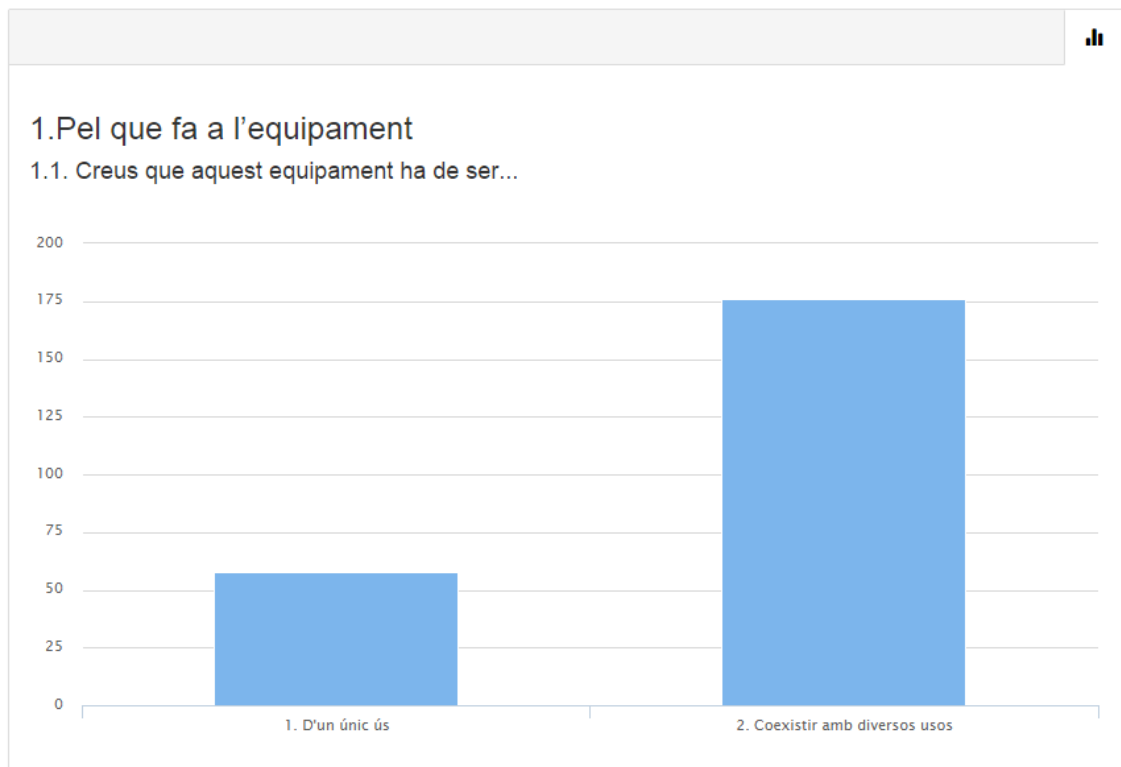 1.Pel que fa a l’equipament
1.1. Creus que aquest equipament ha de ser...
200
175
150
125
100
75
50
25
0
1. D'un únic ús
2. Coexistir amb diversos usos